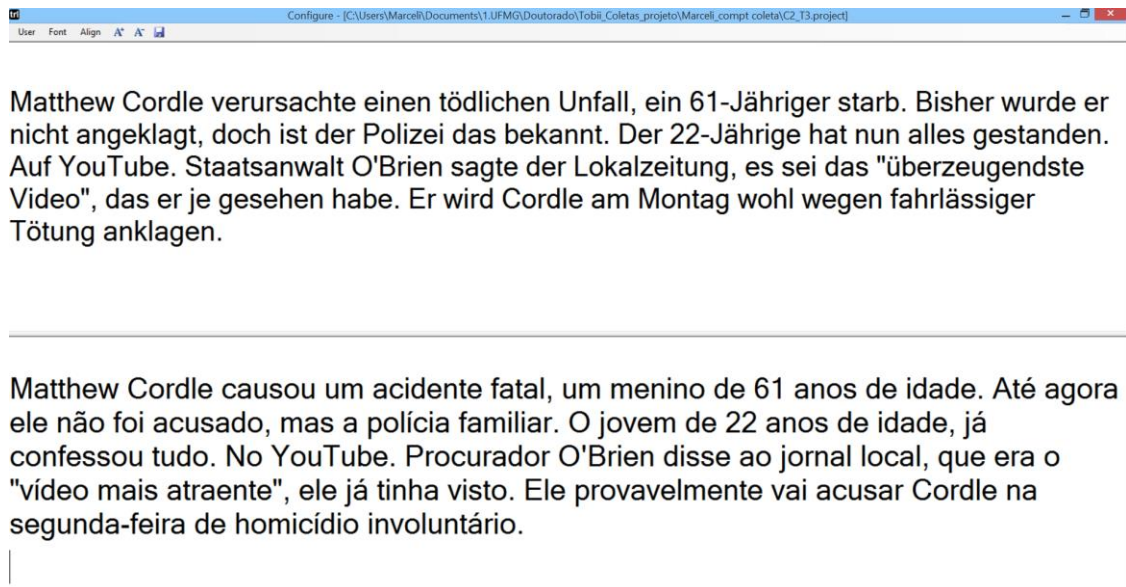 trl
Configure - [C:\Users\Marceli\Documents\1.UFMG\Doutorado\Tobii_Coletas_projeto\Marceli_compt coleta\C2_T3.project]
User Font Align A A
Matthew Cordle verursachte einen tödlichen Unfall, ein 61-Jähriger starb. Bisher wurde er
nicht angeklagt, doch ist der Polizei das bekannt. Der 22-Jährige hat nun alles gestanden.
Auf YouTube. Staatsanwalt O'Brien sagte der Lokalzeitung, es sei das "überzeugendste
Video", das er je gesehen habe. Er wird Cordle am Montag wohl wegen fahrlässiger
Tötung anklagen.
Matthew Cordle causou um acidente fatal, um menino de 61 anos de idade. Até agora
ele não foi acusado, mas a polícia familiar. O jovem de 22 anos de idade, já
confessou tudo. No YouTube. Procurador O'Brien disse ao jornal local, que era o
"vídeo mais atraente", ele já tinha visto. Ele provavelmente vai acusar Cordle na
segunda-feira de homicídio involuntário.